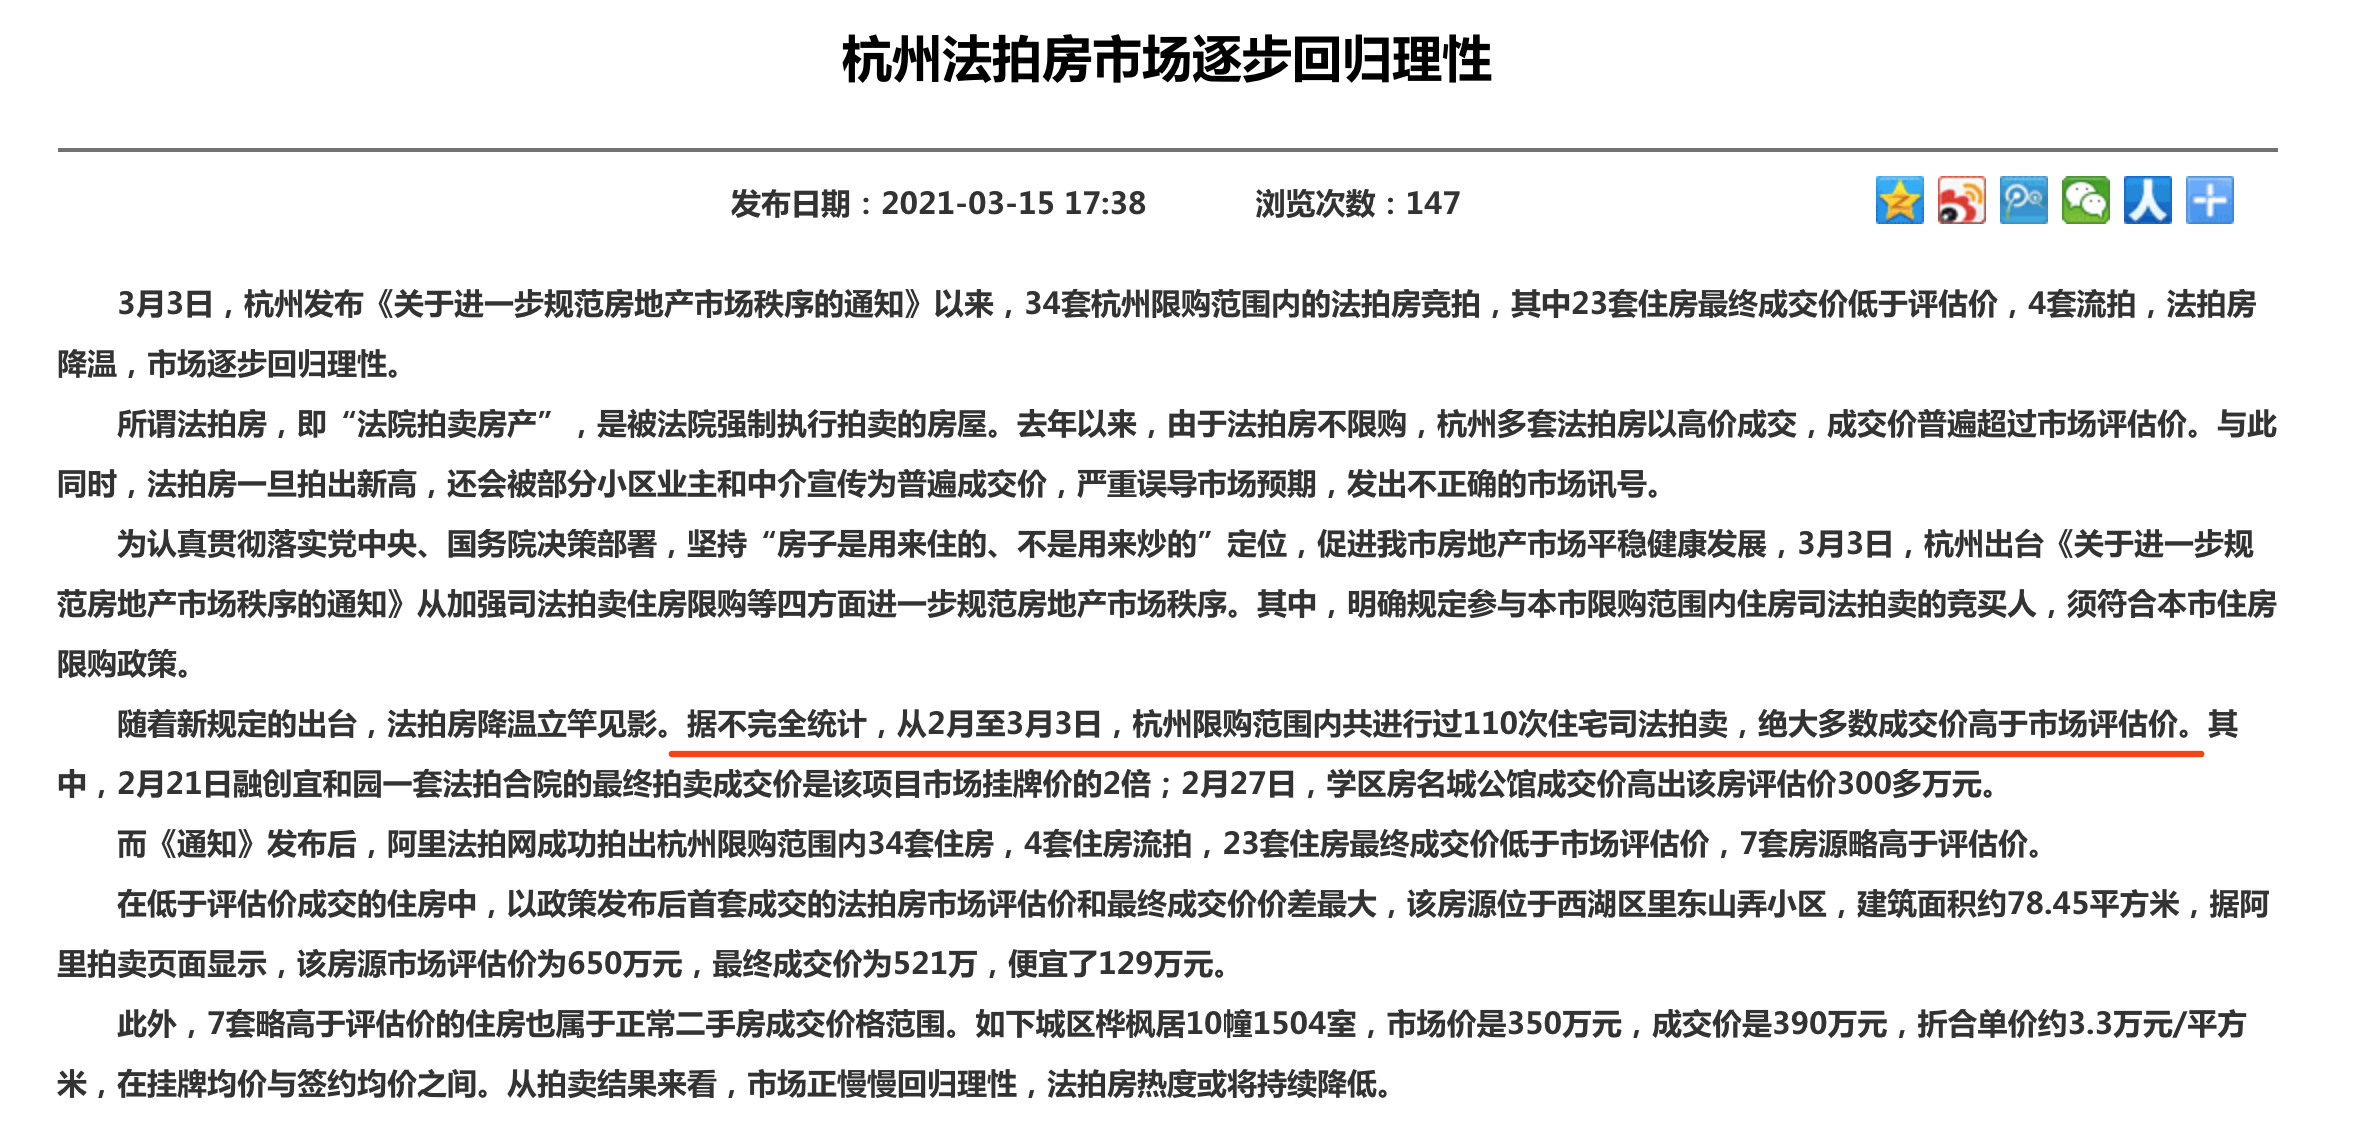 杭州法拍房市场逐步回归理性
发布日期：2021-03-15 17:38 浏览次数：147
3月3日，杭州发布《关于进一步规范房地产市场秩序的通知》以来，34套杭州限购范围内的法拍房竞拍，其中23套住房最终成交价低于评估价，4套流拍，法拍房
降温，市场逐步回归理性。
所谓法拍房，即“法院拍卖房产”，是被法院强制执行拍卖的房屋。去年以来，由于法拍房不限购，杭州多套法拍房以高价成交，成交价普遍超过市场评估价。与此
同时，法拍房一旦拍出新高，还会被部分小区业主和中介宣传为普遍成交价，严重误导市场预期，发出不正确的市场讯号。
为认真贯彻落实党中央、国务院决策部署，坚持“房子是用来住的、不是用来炒的”定位，促进我市房地产市场平稳健康发展，3月3日，杭州出台《关于进一步规
范房地产市场秩序的通知》从加强司法拍卖住房限购等四方面进一步规范房地产市场秩序。其中，明确规定参与本市限购范围内住房司法拍卖的竞买人，须符合本市住房
限购政策。
随着新规定的出台，法拍房降温立竿见影。据不完全统计，从2月至3月3日，杭州限购范围内共进行过110次住宅司法拍卖，绝大多数成交价高于市场评估价。其
中，2月21日融创宜和园一套法拍合院的最终拍卖成交价是该项目市场挂牌价的2倍；2月27日，学区房名城公馆成交价高出该房评估价300多万元。
而《通知》发布后，阿里法拍网成功拍出杭州限购范围内34套住房，4套住房流拍，23套住房最终成交价低于市场评估价，7套房源略高于评估价。
在低于评估价成交的住房中，以政策发布后首套成交的法拍房市场评估价和最终成交价价差最大，该房源位于西湖区里东山弄小区，建筑面积约78.45平方米，据阿
里拍卖页面显示，该房源市场评估价为650万元，最终成交价为521万，便宜了129万元。
此外，7套略高于评估价的住房也属于正常二手房成交价格范围。如下城区桦枫居10幢1504室，市场价是350万元，成交价是390万元，折合单价约3.3万元/平方
米，在挂牌均价与签约均价之间。从拍卖结果来看，市场正慢慢回归理性，法拍房热度或将持续降低。